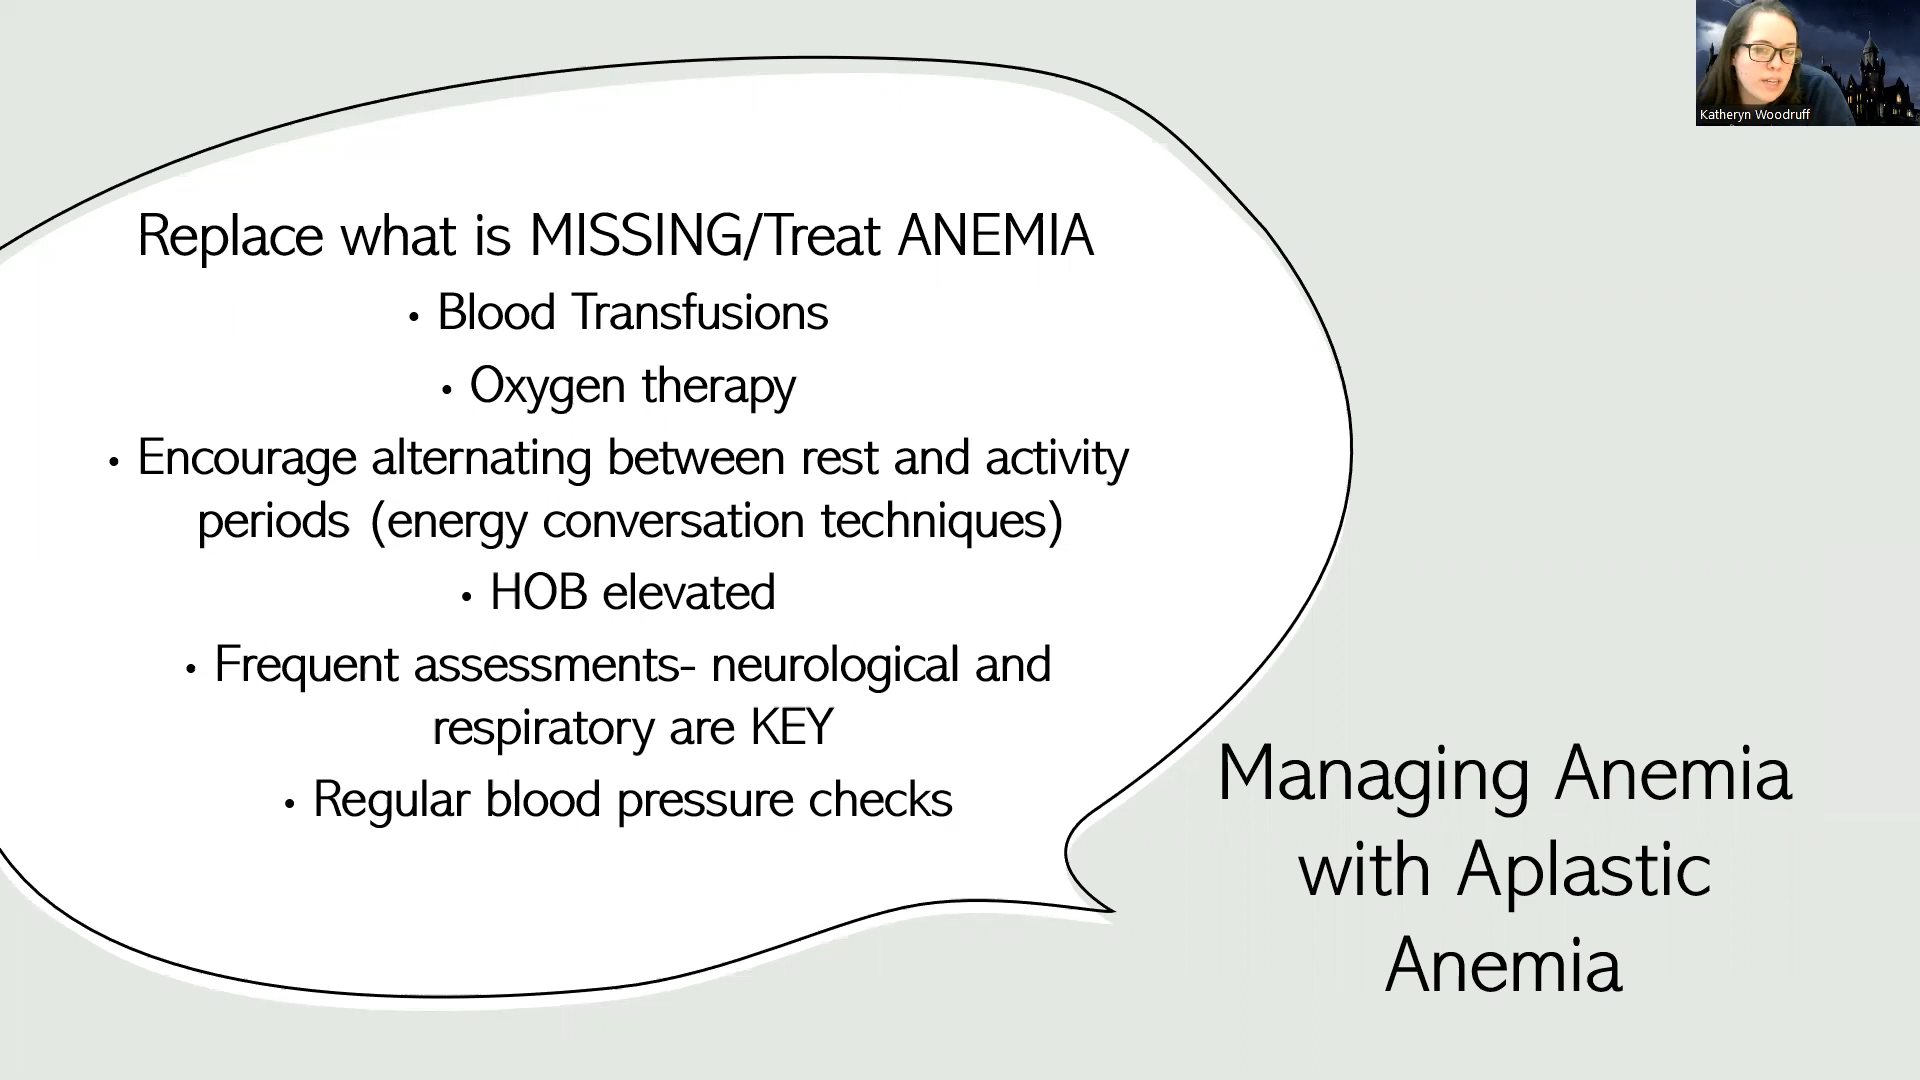 Katheryn Woodruff
Replace what is MISSING/Treat ANEMIA
• Blood Transfusions
• Oxygen therapy
• Encourage alternating between rest and activity
periods (energy conversation techniques)
• HOB elevated
• Frequent assessments- neurological and
respiratory are KEY
• Regular blood pressure checks
Managing Anemia
with Aplastic
Anemia